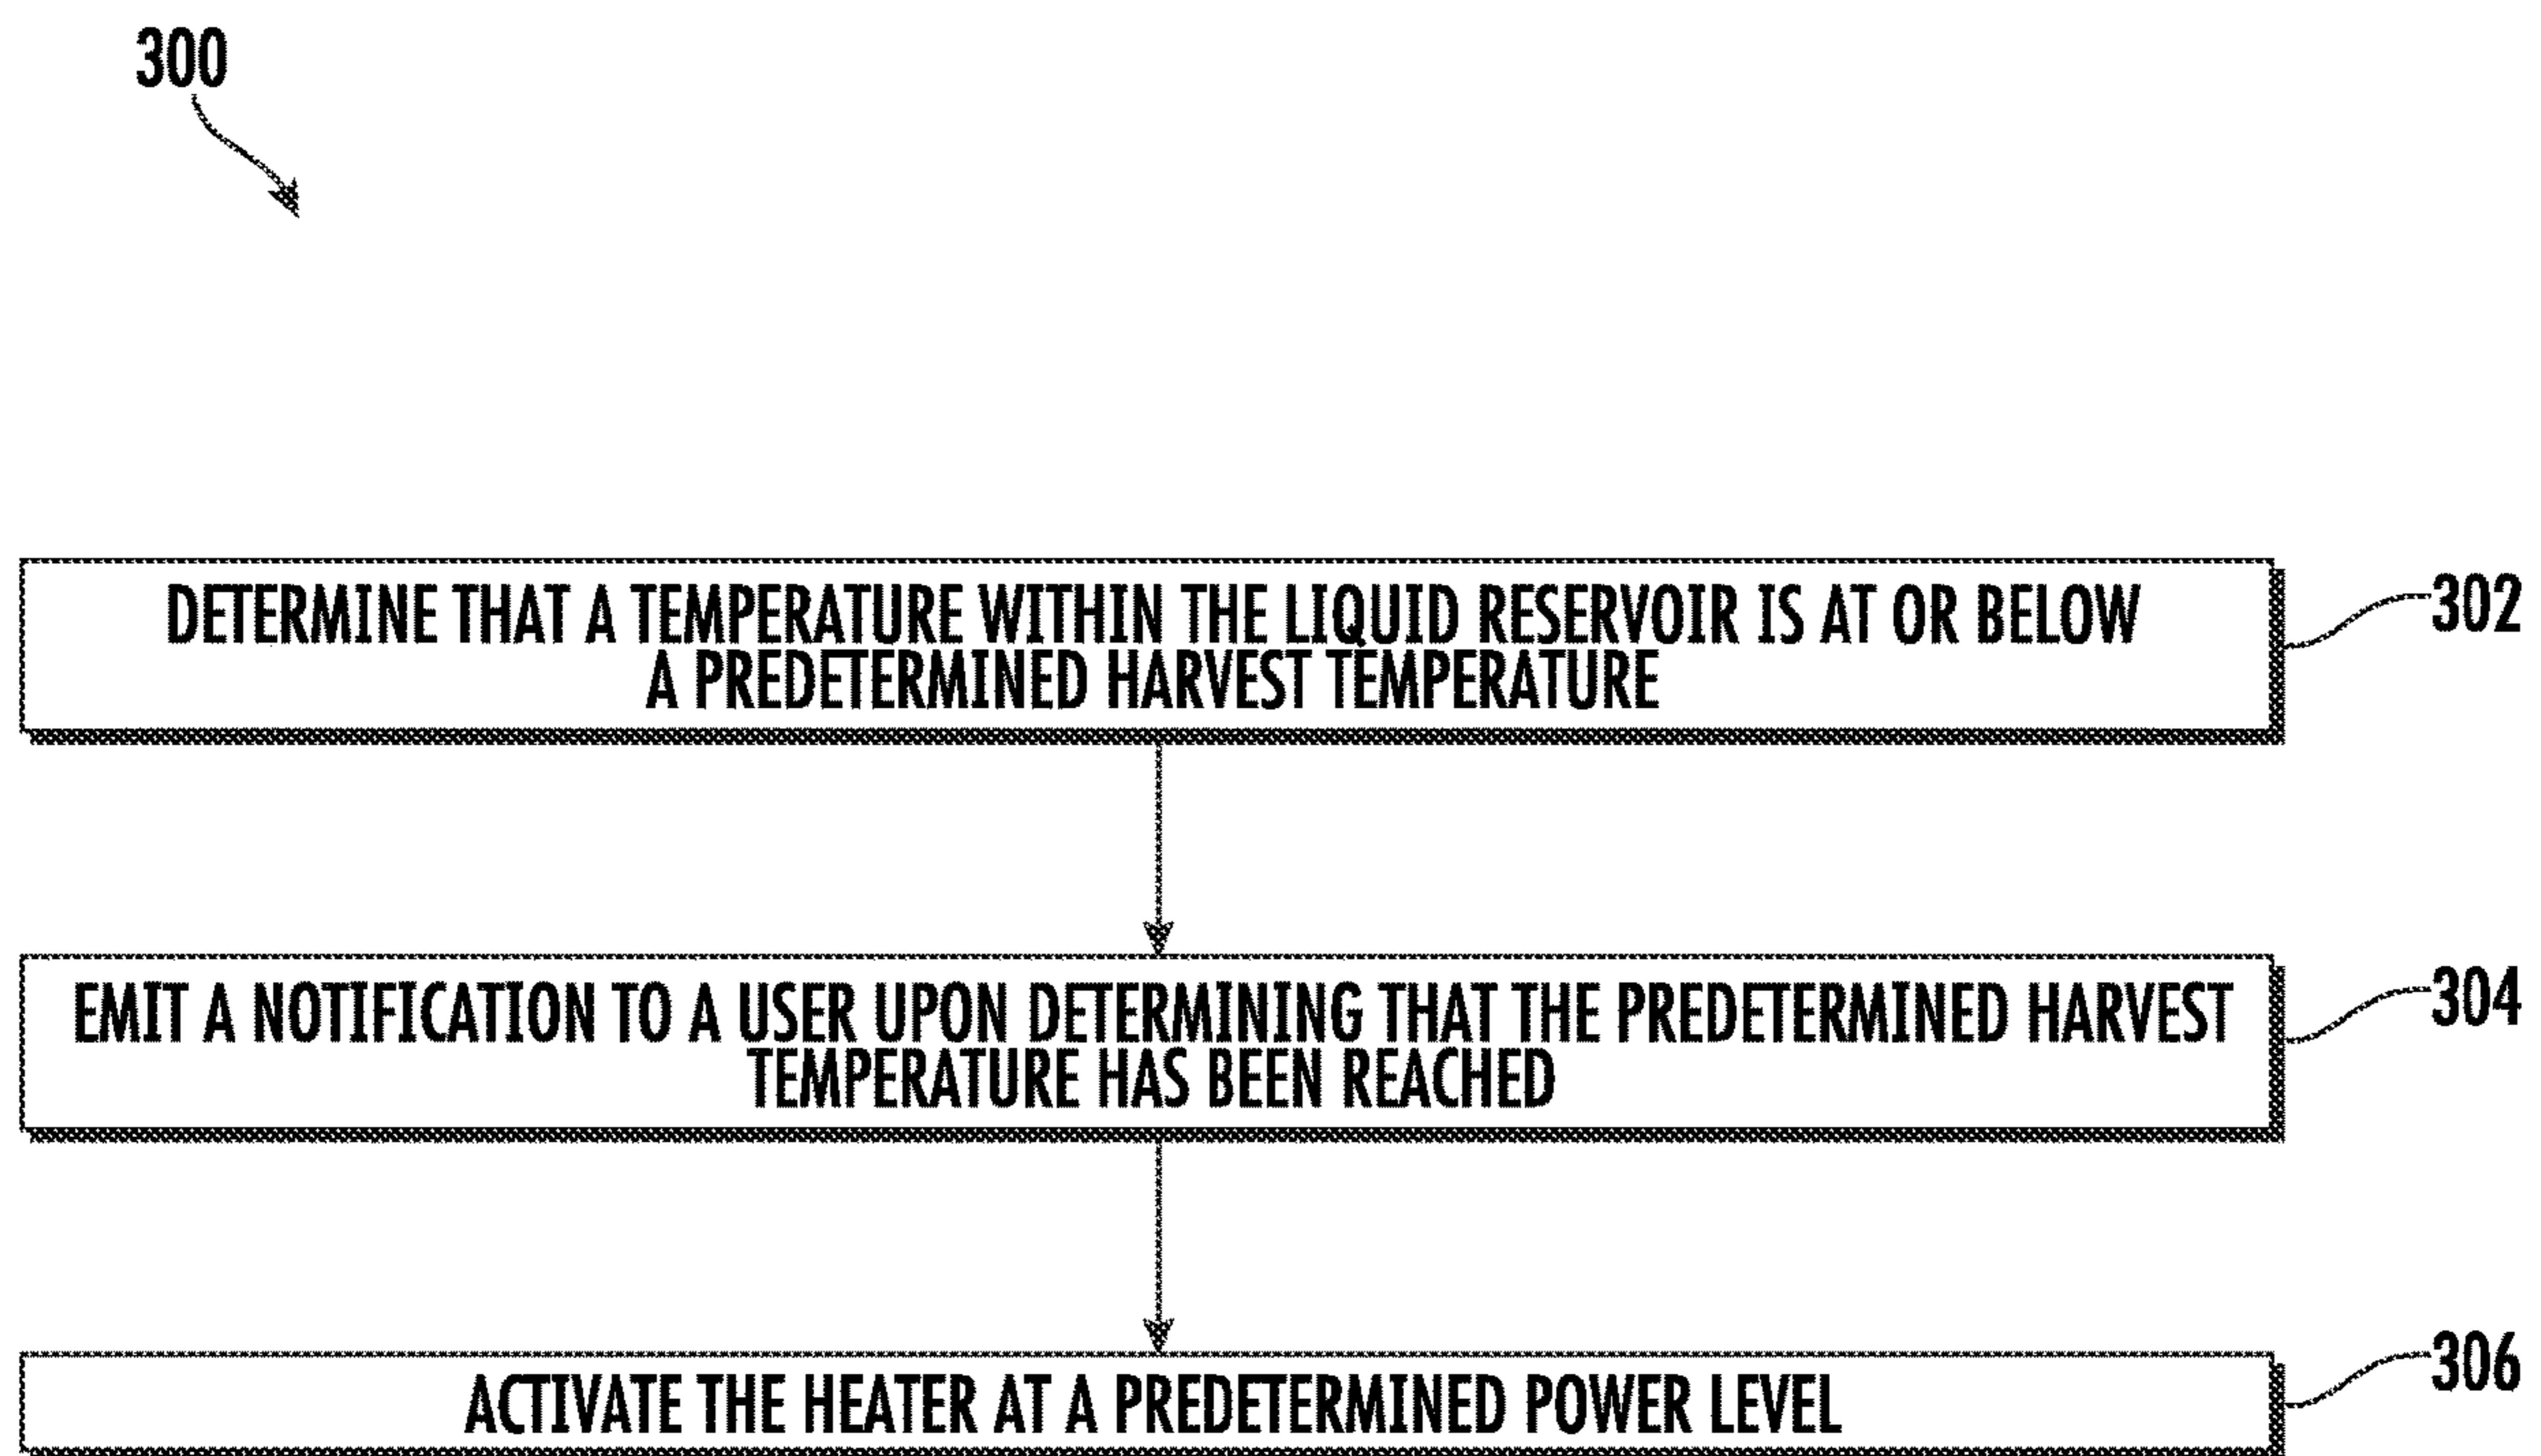 300
DETERMINE THAT A TEMPERATURE WITHIN THE LIQUID RESERVOIR IS AT OR BELOW
A PREDETERMINED HARVEST TEMPERATURE
302
EMIT A NOTIFICATION TO A USER UPON DETERMINING THAT THE PREDETERMINED HARVEST
TEMPERATURE HAS BEEN REACHED
304
ACTIVATE THE HEATER AT A PREDETERMINED POWER LEVEL
306